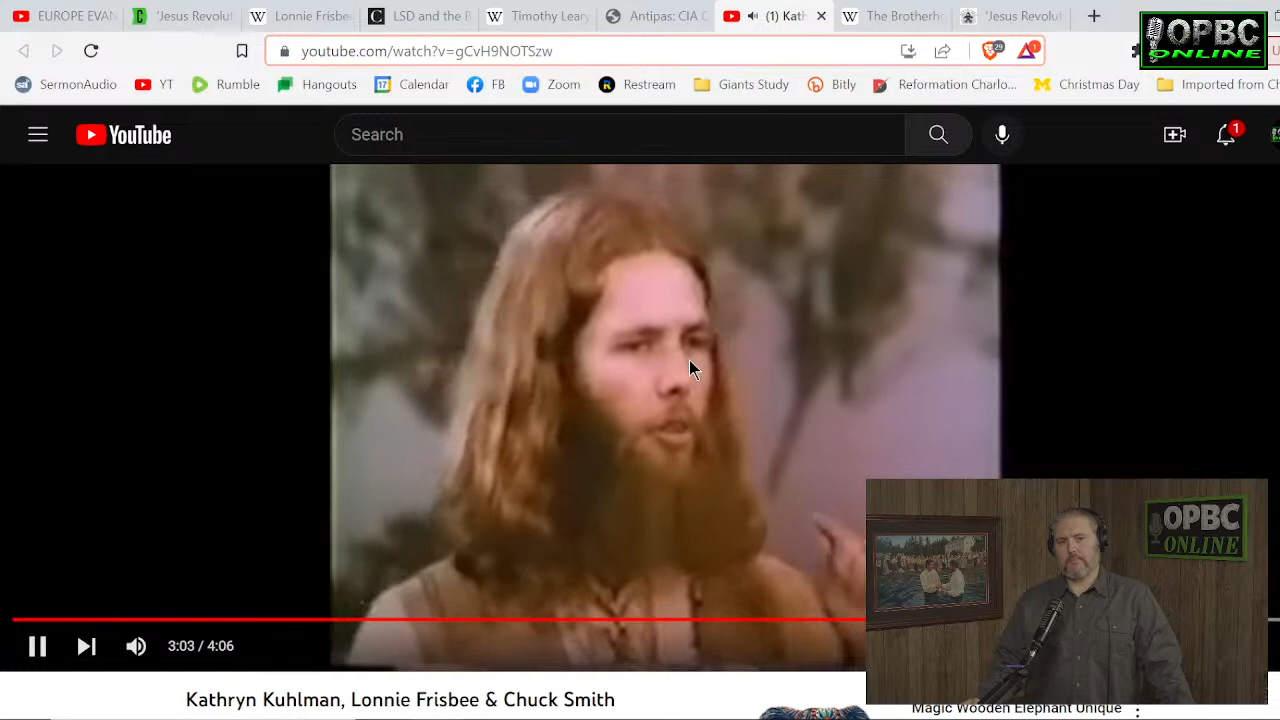 EUROPE EVAN
'Jesus Revolut
Lonnie Frisbe
LSD and the
Timothy Leary
Antipas: CIA C
(1) Kath
The Brotherh
'Jesus Revolut
OPBC
ONLINE
youtube.com/watch?v=gCvH9NOTSzw
29
1
SermonAudio
YT
Rumble
Hangouts
Calendar
FB
Zoom
Restream
Giants Study
Bitly
Reformation Charlo...
Christmas Day
Imported from Ch
YouTube
Search
1
OPBC
ONLINE
3:03 / 4:06
Kathryn Kuhlman, Lonnie Frisbee & Chuck Smith
Magic Wooden Elephant Unique